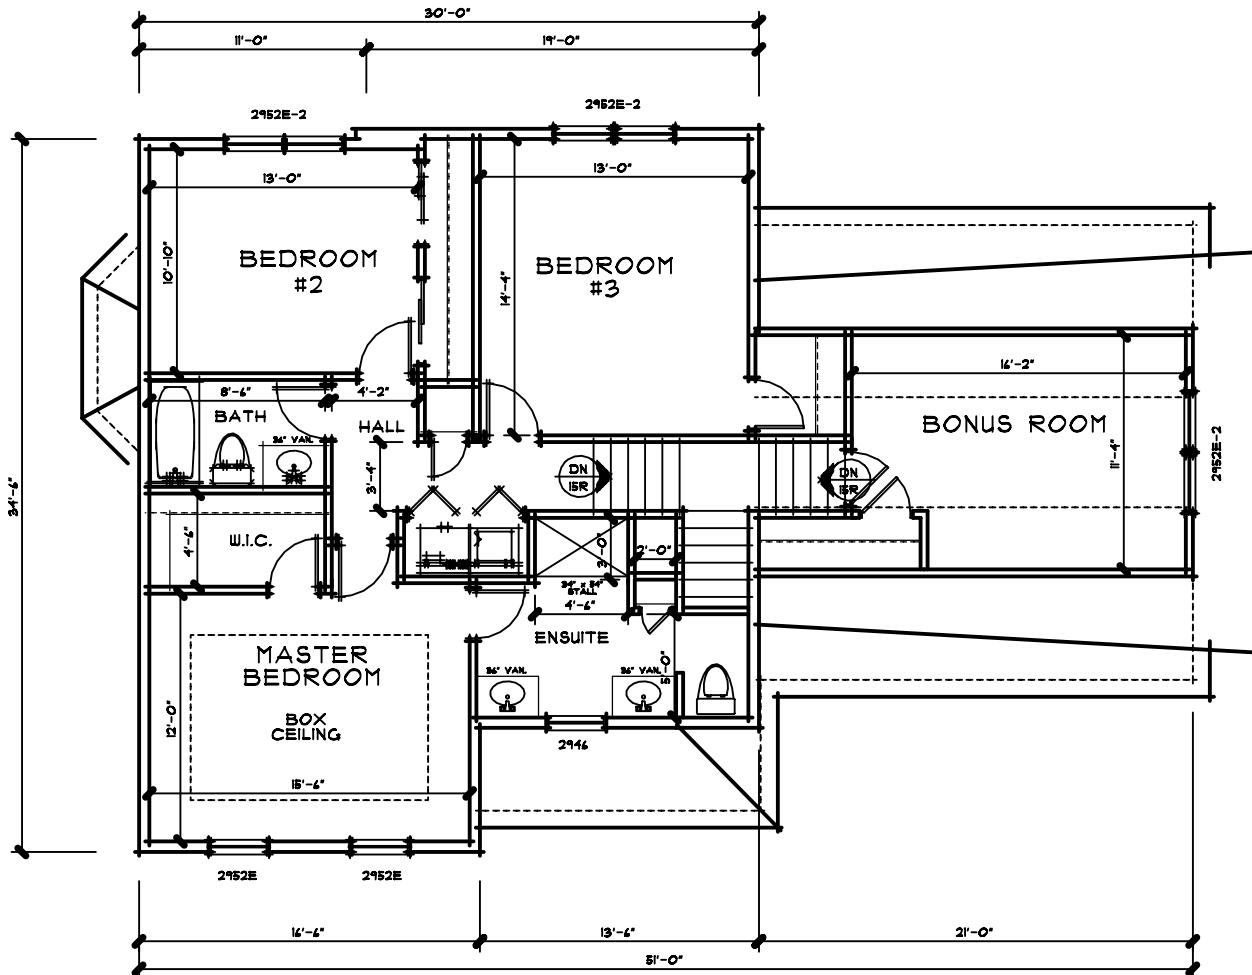 30'-0"
11'-0"
19'-0"
2952E-2
2952E-2
13'-0"
13'-0"
BEDROOM
#2
10'-10"
BEDROOM
#3
14'-4"
34'-6"
16'-2"
BONUS ROOM
11'-4"
2952E-2
8'-6"
4'-2"
BATH
HALL
36" VAN.
3'-4"
DN
15R
DN
15R
W.I.C.
4'-6"
3'-0"
2'-0"
34" x 54"
STALL
4'-6"
ENSUITE
36" VAN.
36" VAN.
5'-0"
MASTER
BEDROOM
BOX
CEILING
12'-0"
15'-6"
2946
2952E
2952E
16'-6"
13'-6"
21'-0"
51'-0"